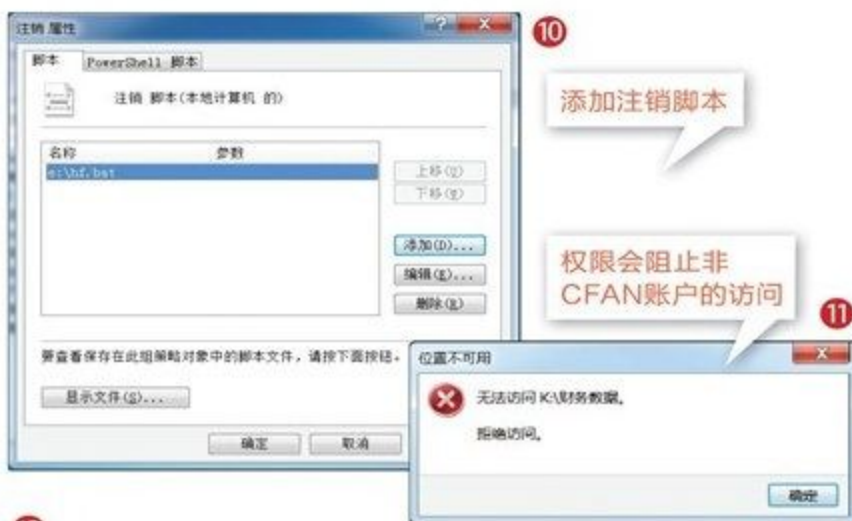 注销 属性
脚本
PowerShell 脚本
注销 脚本(本地计算机 的)
名称
参数
e:\hf.bat
上移(U)
下移(W)
添加(D)...
编辑(E)...
删除(R)
要查看保存在此组策略对象中的脚本文件，请按下面按钮。
显示文件(S)...
确定
取消
⑩
添加注销脚本
权限会阻止非
CFAN账户的访问
⑪
位置不可用
无法访问 K:\财务数据。
拒绝访问。
确定